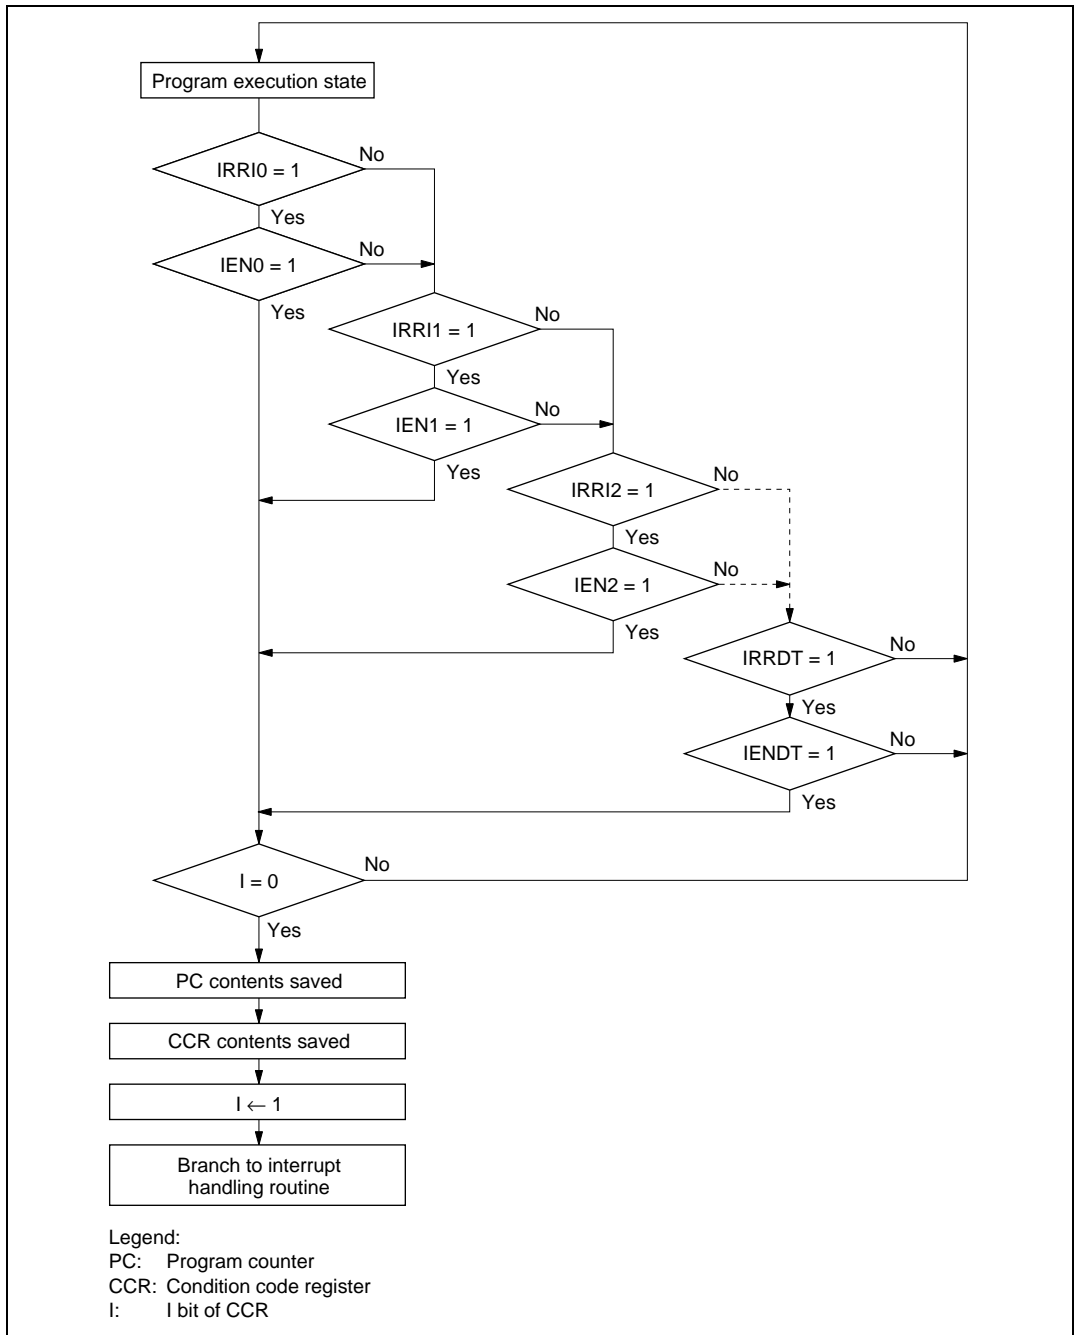 Program execution state
IRRI0 = 1
No
Yes
IEN0 = 1
No
Yes
IRRI1 = 1
No
Yes
IEN1 = 1
No
Yes
IRRI2 = 1
No
Yes
IEN2 = 1
No
Yes
IRRDT = 1
No
Yes
IENDT = 1
No
Yes
I = 0
No
Yes
PC contents saved
CCR contents saved
I ← 1
Branch to interrupt
handling routine
Legend:
PC: Program counter
CCR: Condition code register
I: I bit of CCR